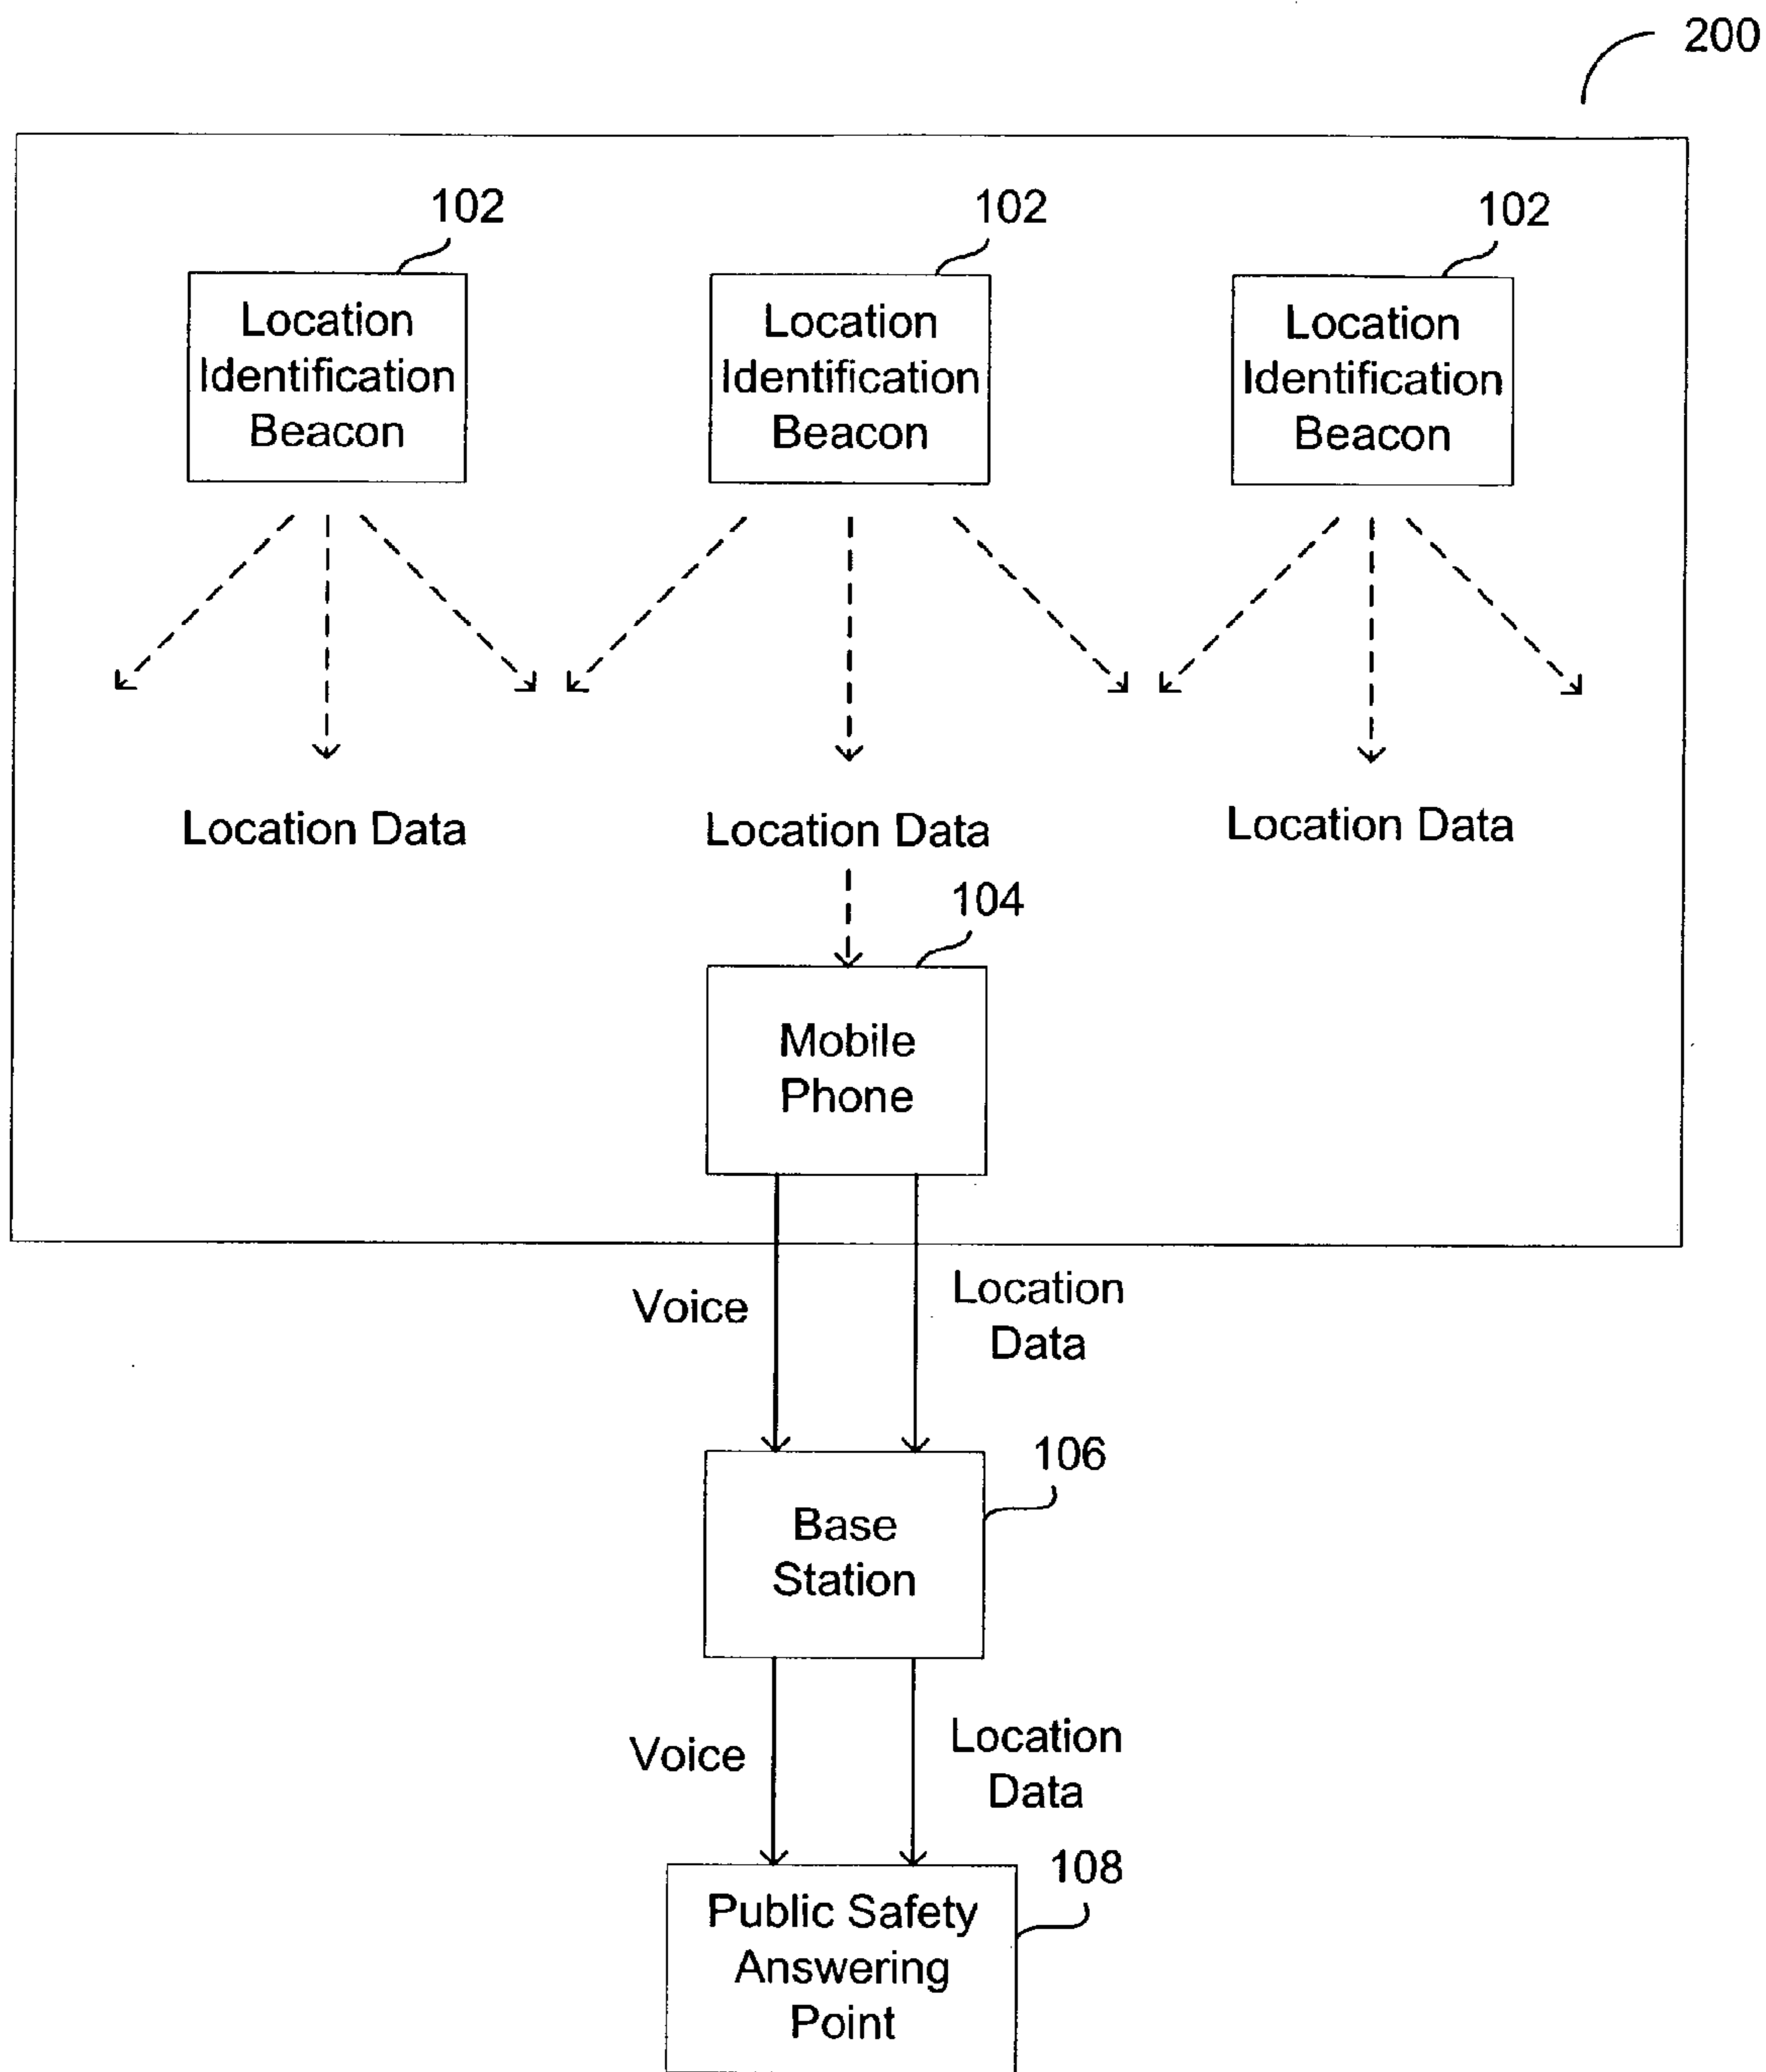 200
102
102
102
Location
Identification
Beacon
Location
Identification
Beacon
Location
Identification
Beacon
Location Data
Location Data
Location Data
104
Mobile
Phone
Voice
Location
Data
106
Base
Station
Voice
Location
Data
108
Public Safety
Answering
Point